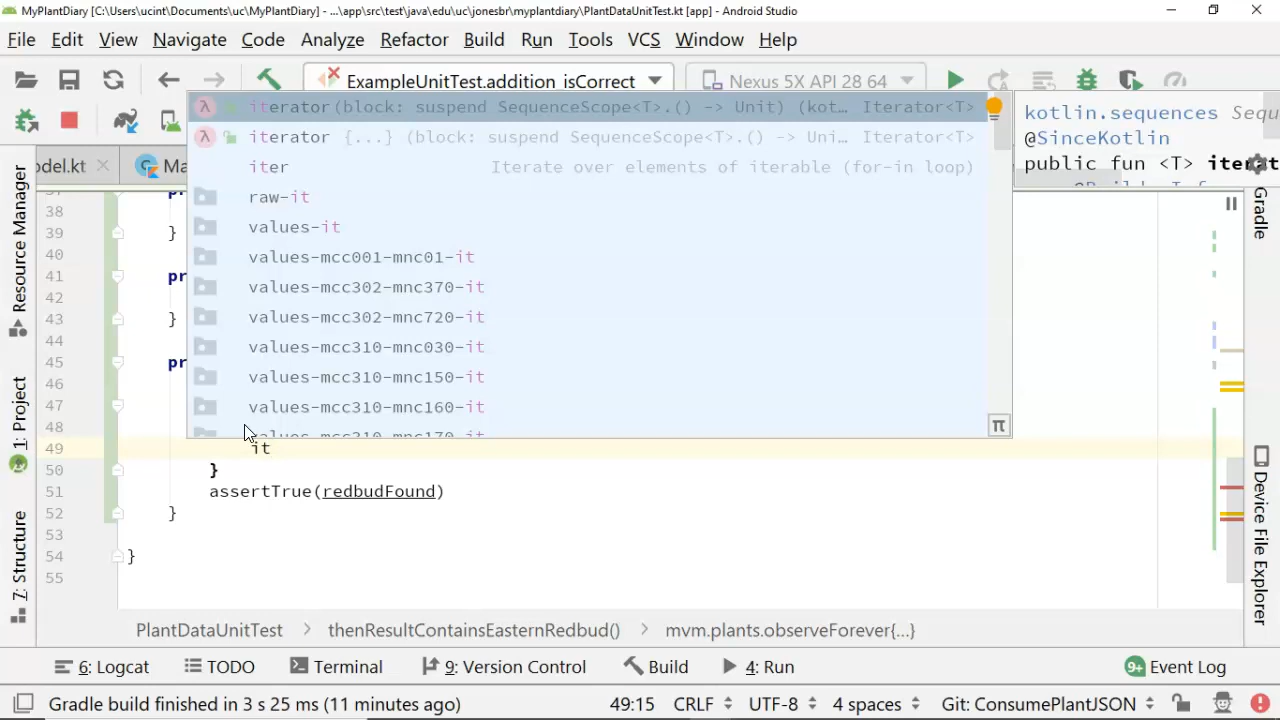 MyPlantDiary [C:\Users\ucint\Documents\uc\MyPlantDiary] - ...\app\src\test\java\edu\uc\jonesbr\myplantdiary\PlantDataUnitTest.kt [app] - Android Studio
File Edit View Navigate Code Analyze Refactor Build Run Tools VCS Window Help
ExampleUnitTest.addition_isCorrect Nexus 5X API 28 64
iterator(block: suspend SequenceScope<T>.() -> Unit) (kot... Iterator<T>
iterator {...} (block: suspend SequenceScope<T>.() -> Uni... Iterator<T>
iter Iterate over elements of iterable (for-in loop)
raw-it
values-it
values-mcc001-mnc01-it
values-mcc302-mnc370-it
values-mcc302-mnc720-it
values-mcc310-mnc030-it
values-mcc310-mnc150-it
values-mcc310-mnc160-it
values-mcc310-mnc170-it
kotlin.sequences Sequ
@SinceKotlin
public fun <T> iterat
odel.kt Ma
38 pr
39 }
40
41 pr
42
43 }
44
45 pr
46
47
48
49 it
50 }
51 assertTrue(redbudFound)
52 }
53
54 }
55
Resource Manager
1: Project
7: Structure
Gradle
Device File Explorer
PlantDataUnitTest thenResultContainsEasternRedbud() mvm.plants.observeForever{...}
6: Logcat TODO Terminal 9: Version Control Build 4: Run 9+ Event Log
Gradle build finished in 3 s 25 ms (11 minutes ago) 49:15 CRLF UTF-8 4 spaces Git: ConsumePlantJSON